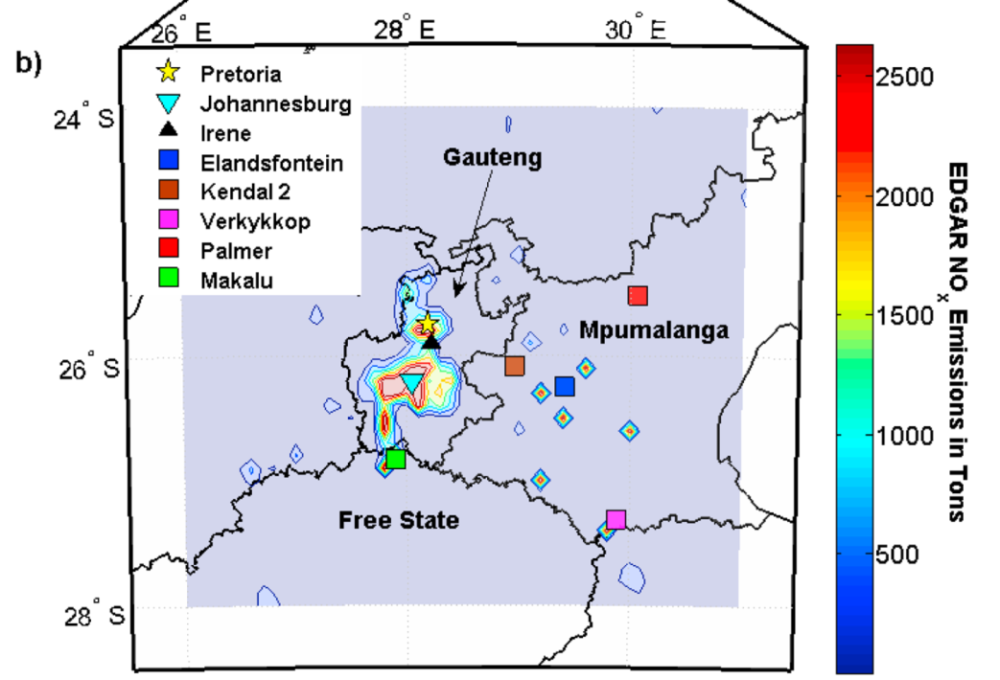 b)
26° E
28° E
30° E
24° S
26° S
28° S
Pretoria
Johannesburg
Irene
Elandsfontein
Kendal 2
Verkykkop
Palmer
Makalu
Gauteng
Mpumalanga
Free State
2500
2000
1500
1000
500
EDGAR NOx Emissions in Tons